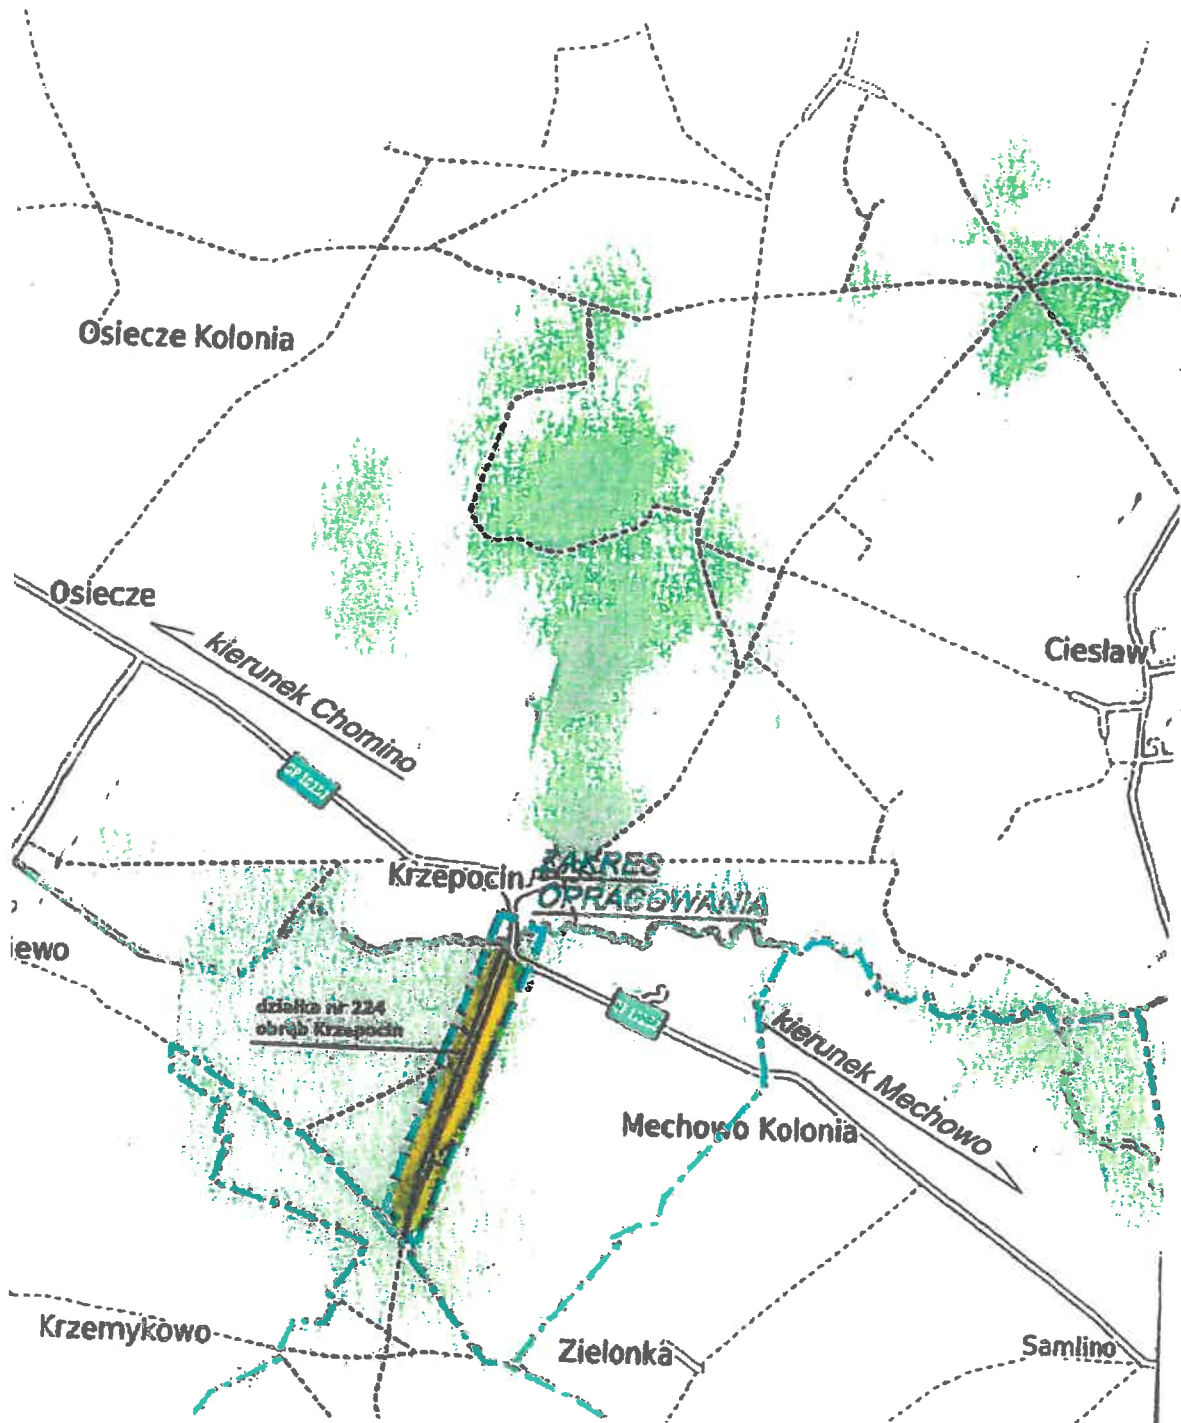 Osiecze Kolonia
Osiecze
kierunek Chomino
Ciesław
Krzepocin
ZAKRES
OPRACOWANIA
iewo
działka nr 224
obręb Krzepocin
kierunek Mechowo
Mechowo Kolonia
Krzemykowo
Zielonka
Samlino